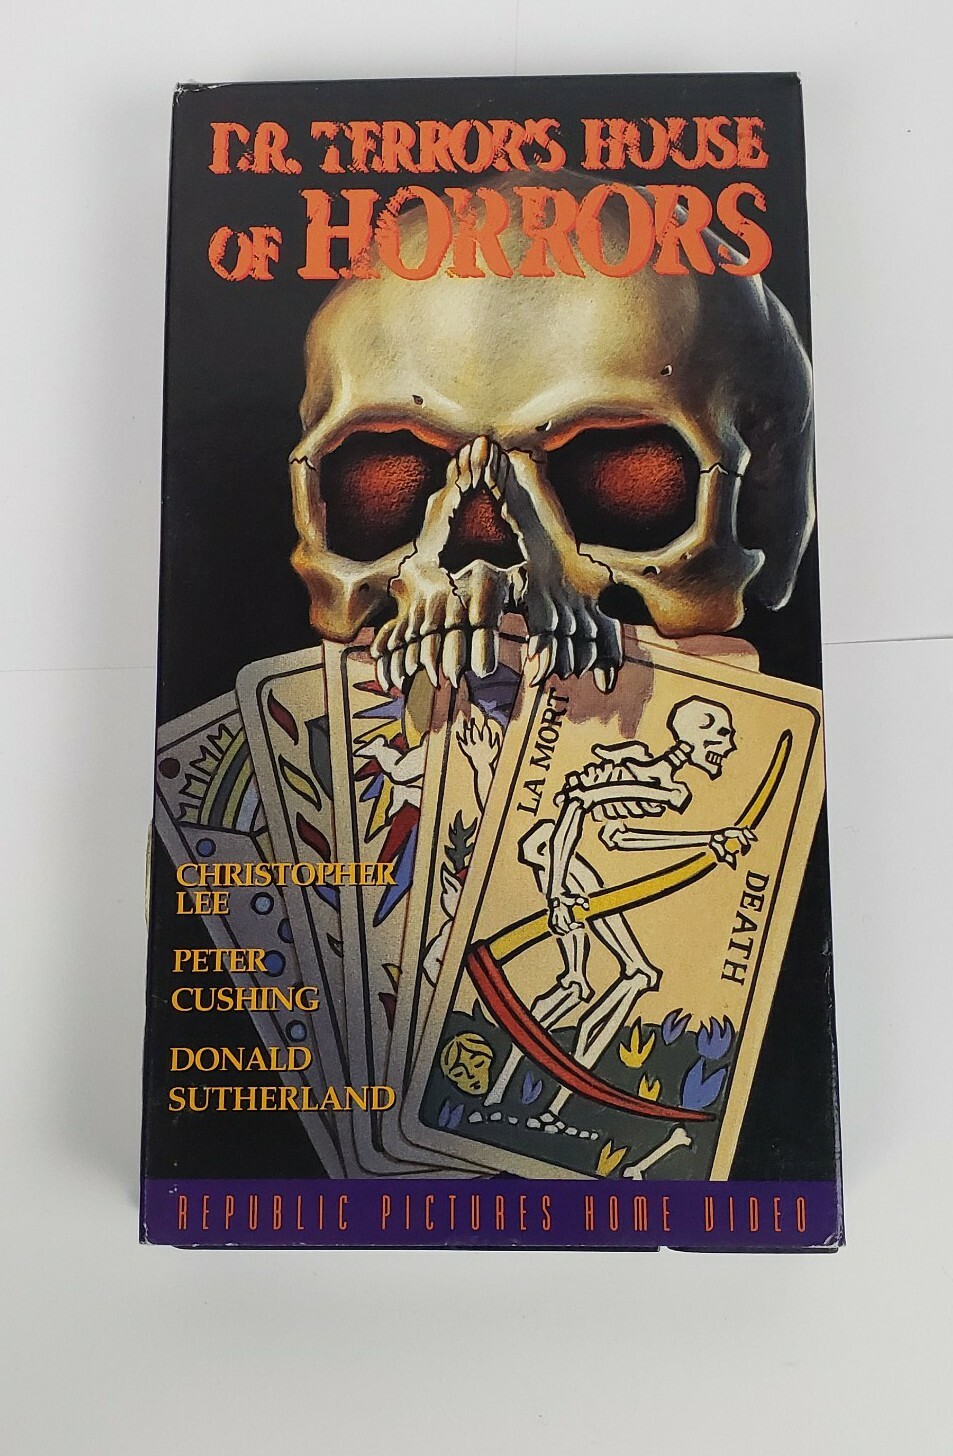 DR. TERROR'S HOUSE
OF HORRORS
LA MORT
DEATH
CHRISTOPHER
LEE
PETER
CUSHING
DONALD
SUTHERLAND
REPUBLIC PICTURES HOME VIDEO